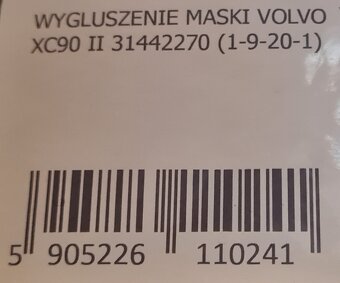 WYGLUSZENIE MASKI VOLVO
XC90 II 31442270 (1-9-20-1)
5 905226 110241